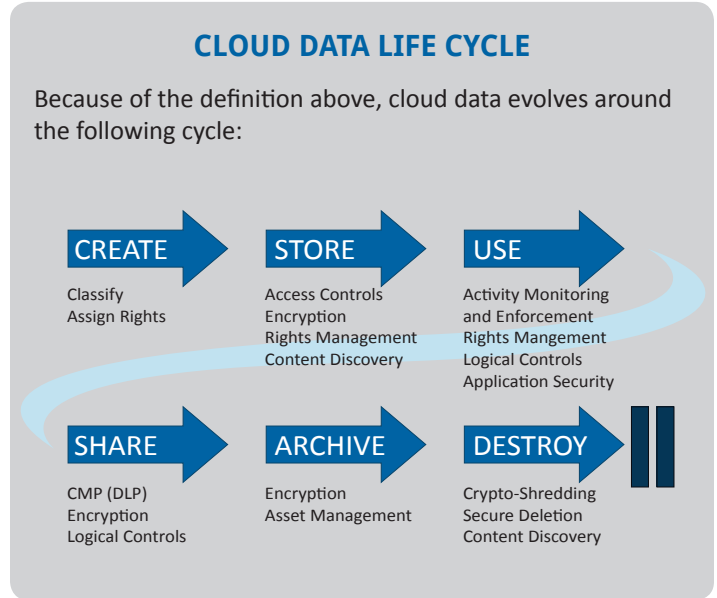 CLOUD DATA LIFE CYCLE
Because of the definition above, cloud data evolves around
the following cycle:
CREATE
Classify
Assign Rights
STORE
Access Controls
Encryption
Rights Management
Content Discovery
USE
Activity Monitoring
and Enforcement
Rights Mangement
Logical Controls
Application Security
SHARE
CMP (DLP)
Encryption
Logical Controls
ARCHIVE
Encryption
Asset Management
DESTROY
Crypto-Shredding
Secure Deletion
Content Discovery